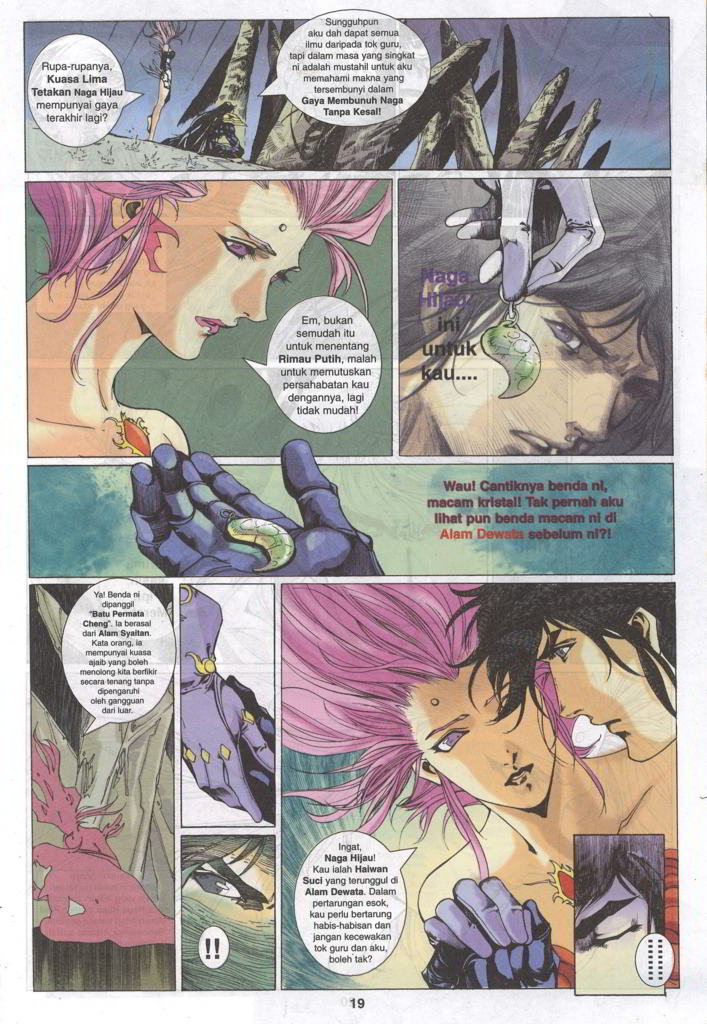 Rupa-rupanya,
Kuasa Lima
Tetakan Naga Hijau
mempunyai gaya
terakhir lagi?
Sungguhpun
aku dah dapat semua
ilmu daripada tok guru,
tapi dalam masa yang singkat
ni adalah mustahil untuk aku
memahami makna yang
tersembunyi dalam
Gaya Membunuh Naga
Tanpa Kesal!
Em, bukan
semudah itu
untuk menentang
Rimau Putih, malah
untuk memutuskan
persahabatan kau
dengannya, lagi
tidak mudah!
Naga
Hijau,
ini
untuk
kau....
Wau! Cantiknya benda ni,
macam kristal! Tak pernah aku
lihat pun benda macam ni di
Alam Dewata sebelum ni?!
Ya! Benda ni
dipanggil
"Batu Permata
Cheng". Ia berasal
dari Alam Syaitan.
Kata orang, ia
mempunyai kuasa
ajaib yang boleh
menolong kita berfikir
secara tenang tanpa
dipengaruhi
oleh gangguan
dari luar.
!!
Ingat,
Naga Hijau!
Kau ialah Haiwan
Suci yang terunggul di
Alam Dewata. Dalam
pertarungan esok,
kau perlu bertarung
habis-habisan dan
jangan kecewakan
tok guru dan aku,
boleh tak?
19